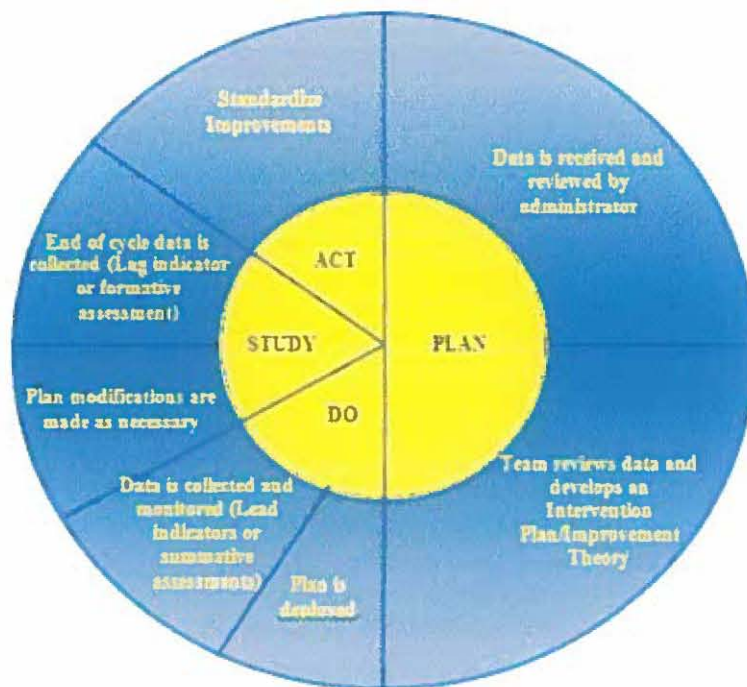 Standardize
Improvements
Data is received and
reviewed by
administrator
End of cycle data is
collected (Lag indicator
or formative
assessment)
ACT
STUDY
PLAN
DO
Plan modifications are
made as necessary
Team reviews data and
develops an
Intervention
Plan/Improvement
Theory
Data is collected and
monitored (Lead
indicators or
summative
assessments)
Plan is
deployed